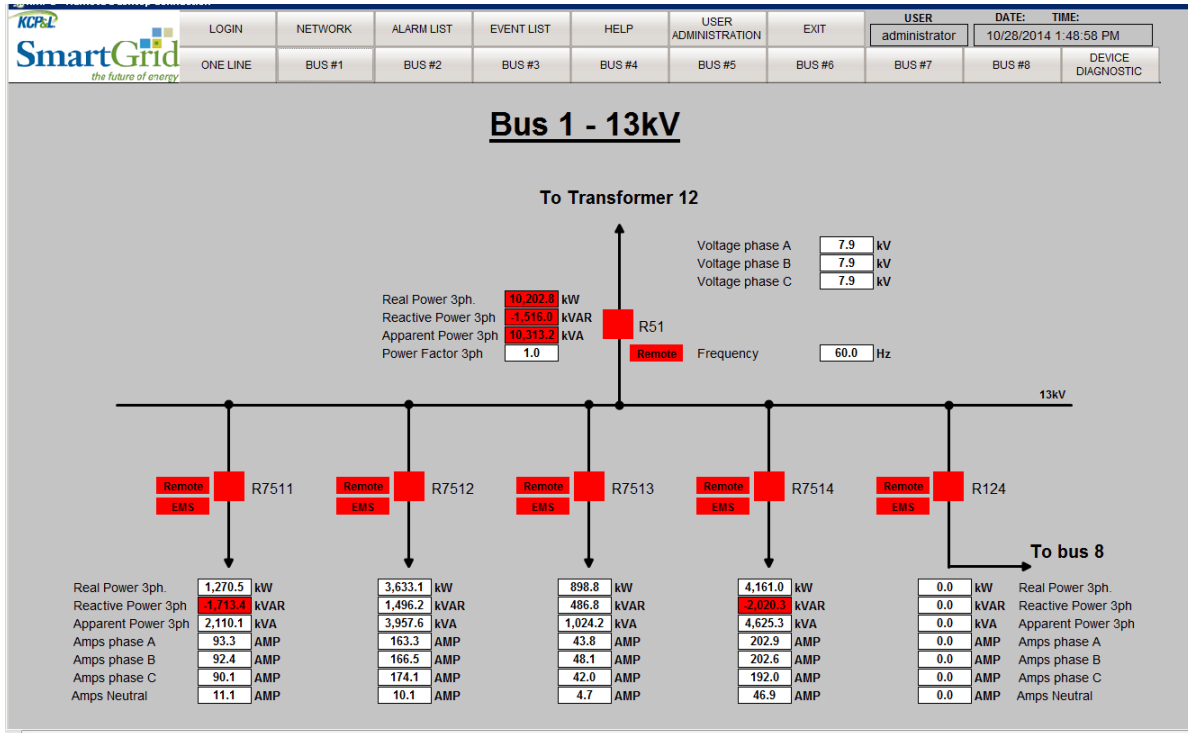 KCP&L
SmartGrid
the future of energy
LOGIN NETWORK ALARM LIST EVENT LIST HELP USER ADMINISTRATION EXIT USER administrator DATE: TIME: 10/28/2014 1:48:58 PM
ONE LINE BUS #1 BUS #2 BUS #3 BUS #4 BUS #5 BUS #6 BUS #7 BUS #8 DEVICE DIAGNOSTIC
Bus 1 - 13kV
To Transformer 12
Voltage phase A 7.9 kV
Voltage phase B 7.9 kV
Voltage phase C 7.9 kV
Real Power 3ph. 10,202.8 kW
Reactive Power 3ph -1,516.0 kVAR
Apparent Power 3ph 10,313.2 kVA
R51
Power Factor 3ph 1.0 Remote Frequency 60.0 Hz
13kV
Remote R7511 Remote R7512 Remote R7513 Remote R7514 Remote R124
EMS EMS EMS EMS EMS
To bus 8
Real Power 3ph. 1,270.5 kW 3,633.1 kW 898.8 kW 4,161.0 kW 0.0 kW Real Power 3ph.
Reactive Power 3ph -1,713.4 kVAR 1,496.2 kVAR 486.8 kVAR -2,020.3 kVAR 0.0 kVAR Reactive Power 3ph
Apparent Power 3ph 2,110.1 kVA 3,957.6 kVA 1,024.2 kVA 4,625.3 kVA 0.0 kVA Apparent Power 3ph
Amps phase A 93.3 AMP 163.3 AMP 43.8 AMP 202.9 AMP 0.0 AMP Amps phase A
Amps phase B 92.4 AMP 166.5 AMP 48.1 AMP 202.6 AMP 0.0 AMP Amps phase B
Amps phase C 90.1 AMP 174.1 AMP 42.0 AMP 192.0 AMP 0.0 AMP Amps phase C
Amps Neutral 11.1 AMP 10.1 AMP 4.7 AMP 46.9 AMP 0.0 AMP Amps Neutral